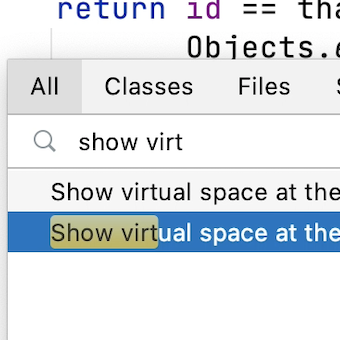 return id == tha
Objects.e
All Classes Files
show virt
Show virtual space at the
Show virtual space at the